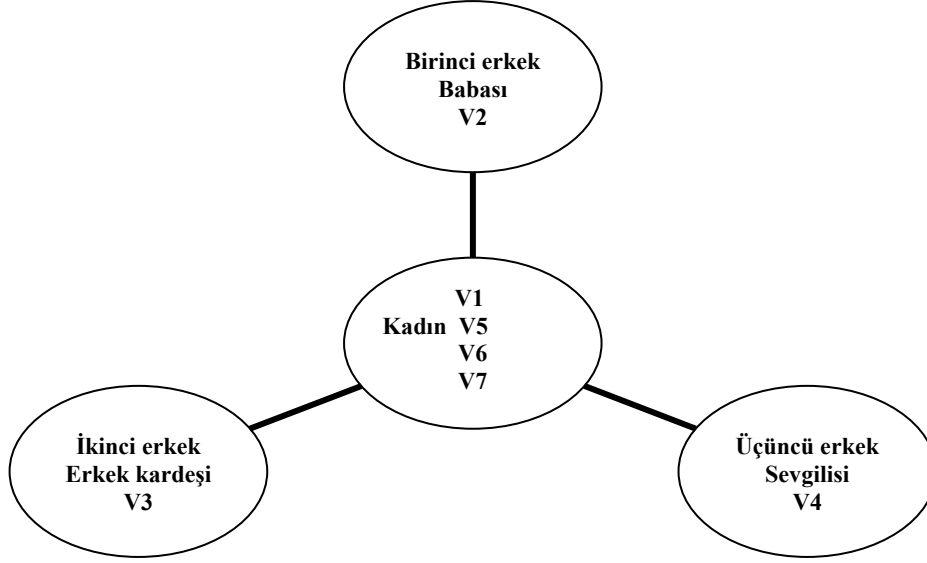 Birinci erkek
Babası
V2
V1
Kadın V5
V6
V7
İkinci erkek
Erkek kardeşi
V3
Üçüncü erkek
Sevgilisi
V4